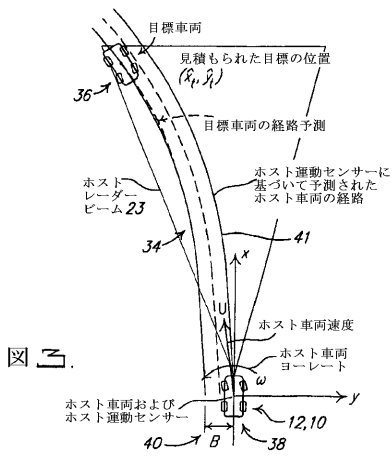 目標車両
見積もられた目標の位置
(x̂t, ŷt)
36
目標車両の経路予測
ホスト
レーダー
ビーム 23
ホスト運動センサーに
基づいて予測された
ホスト車両の経路
34
41
x
U
ホスト車両速度
図 3.
ホスト車両
ヨーレート
ω
ホスト車両および
ホスト運動センサー
y
12,10
40
B
38